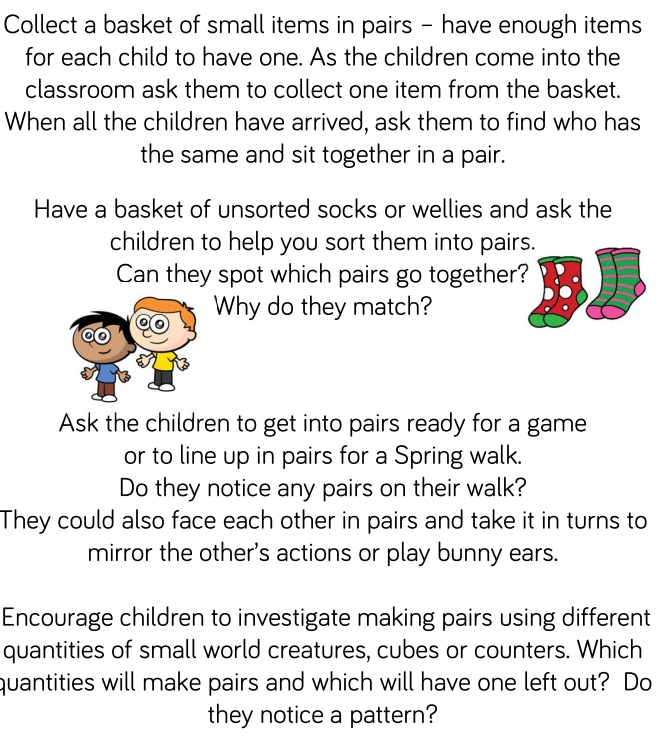 Collect a basket of small items in pairs – have enough items
for each child to have one. As the children come into the
classroom ask them to collect one item from the basket.
When all the children have arrived, ask them to find who has
the same and sit together in a pair.
Have a basket of unsorted socks or wellies and ask the
children to help you sort them into pairs.
Can they spot which pairs go together?
Why do they match?
Ask the children to get into pairs ready for a game
or to line up in pairs for a Spring walk.
Do they notice any pairs on their walk?
They could also face each other in pairs and take it in turns to
mirror the other's actions or play bunny ears.
Encourage children to investigate making pairs using different
quantities of small world creatures, cubes or counters. Which
quantities will make pairs and which will have one left out? Do
they notice a pattern?